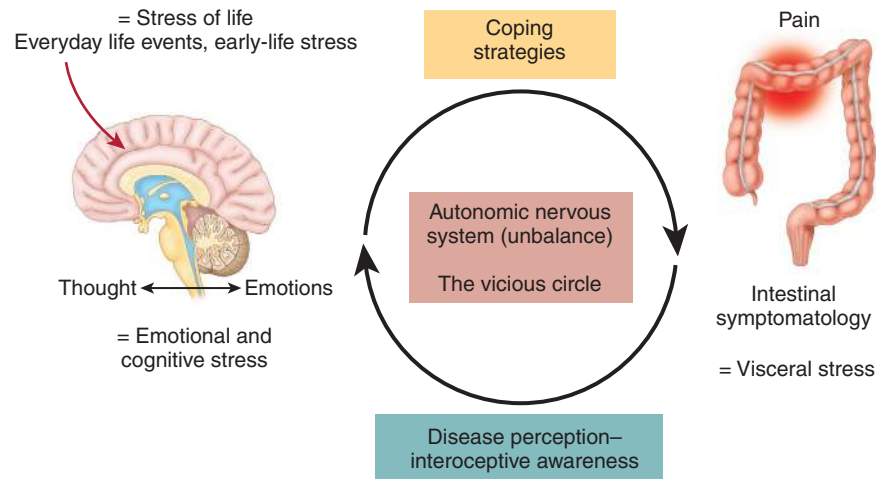 = Stress of life
Everyday life events, early-life stress
Thought
Emotions
= Emotional and
cognitive stress
Coping
strategies
Autonomic nervous
system (unbalance)
The vicious circle
Disease perception–
interoceptive awareness
Pain
Intestinal
symptomatology
= Visceral stress